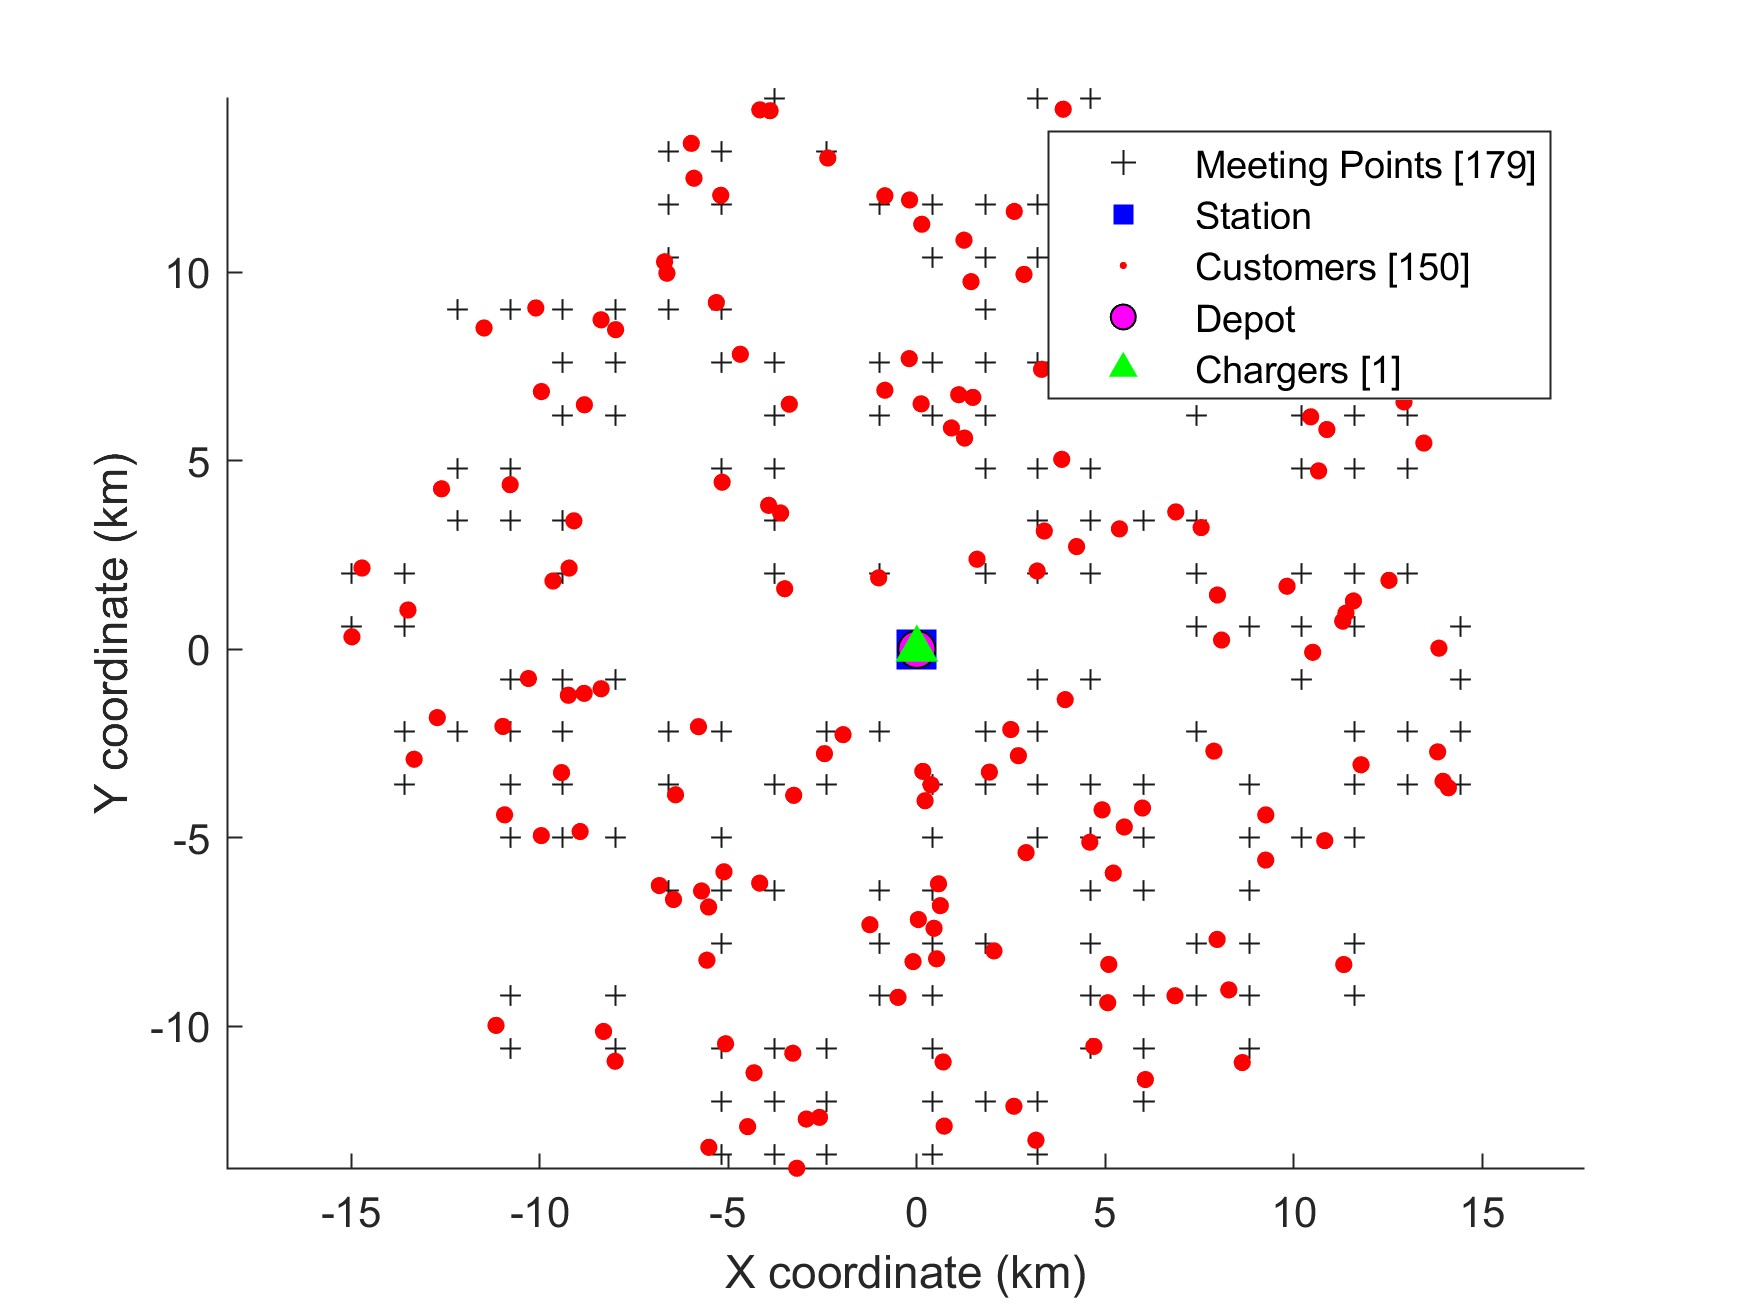 Meeting Points [179]
Station
Customers [150]
Depot
Chargers [1]
10
5
0
-5
-10
Y coordinate (km)
-15
-10
-5
0
5
10
15
X coordinate (km)